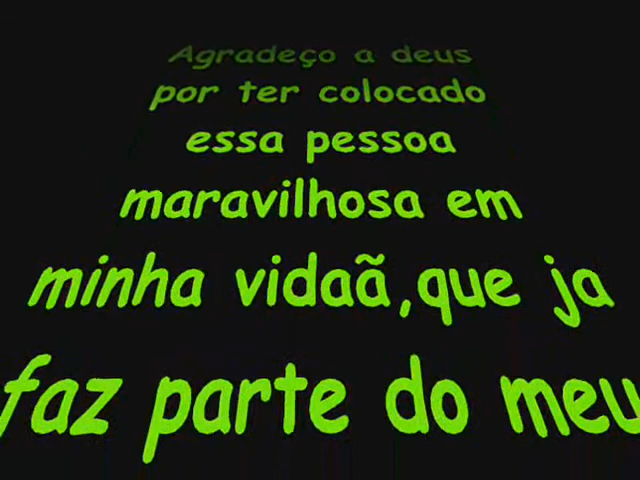 Agradeço a deus
por ter colocado
essa pessoa
maravilhosa em
minha vidaã,que ja
faz parte do meu